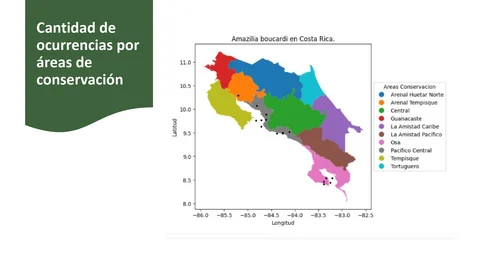 Cantidad de
ocurrencias por
áreas de
conservación
Amazilia boucardi en Costa Rica.
Latitud
11.0
10.5
10.0
9.5
9.0
8.5
8.0
−86.0
−85.5
−85.0
−84.5
−84.0
−83.5
−83.0
−82.5
Longitud
Areas Conservacion
Arenal Huetar Norte
Arenal Tempisque
Central
Guanacaste
La Amistad Caribe
La Amistad Pacifico
Osa
Pacifico Central
Tempisque
Tortuguero